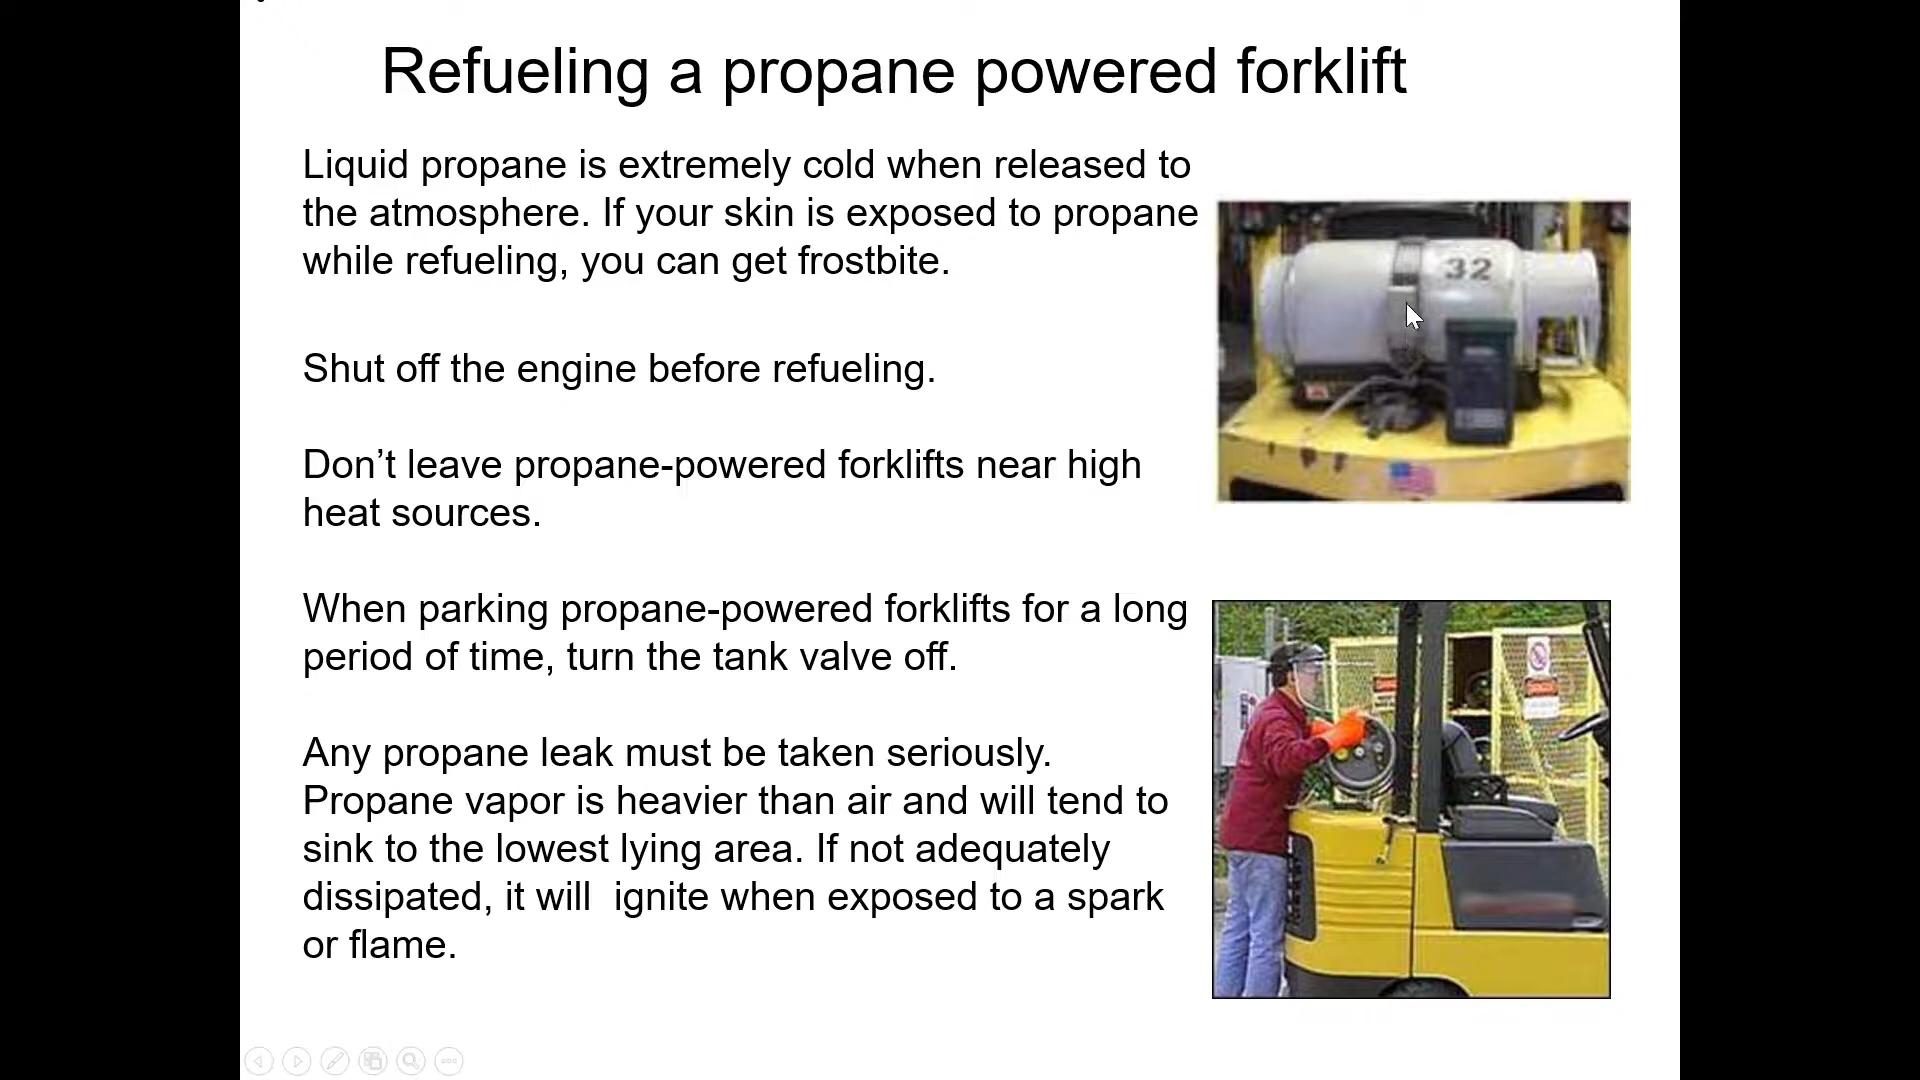 Refueling a propane powered forklift
Liquid propane is extremely cold when released to
the atmosphere. If your skin is exposed to propane
while refueling, you can get frostbite.
Shut off the engine before refueling.
Don’t leave propane-powered forklifts near high
heat sources.
When parking propane-powered forklifts for a long
period of time, turn the tank valve off.
Any propane leak must be taken seriously.
Propane vapor is heavier than air and will tend to
sink to the lowest lying area. If not adequately
dissipated, it will  ignite when exposed to a spark
or flame.
32